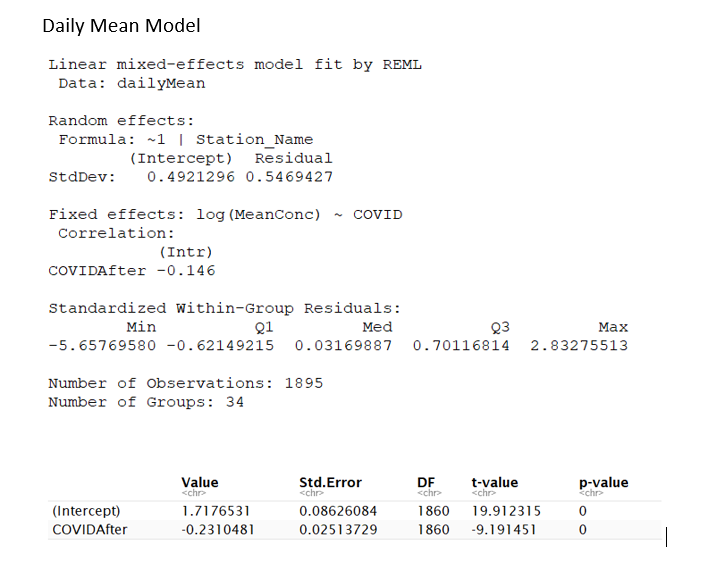 Daily Mean Model
Linear mixed-effects model fit by REML
Data: dailyMean
Random effects:
Formula: ~1 | Station_Name
(Intercept) Residual
StdDev: 0.4921296 0.5469427
Fixed effects: log(MeanConc) ~ COVID
Correlation:
(Intr)
COVIDAfter -0.146
Standardized Within-Group Residuals:
Min Q1 Med Q3 Max
-5.65769580 -0.62149215 0.03169887 0.70116814 2.83275513
Number of Observations: 1895
Number of Groups: 34
Value Std.Error DF t-value p-value
<chr> <chr> <chr> <chr> <chr>
(Intercept) 1.7176531 0.08626084 1860 19.912315 0
COVIDAfter -0.2310481 0.02513729 1860 -9.191451 0